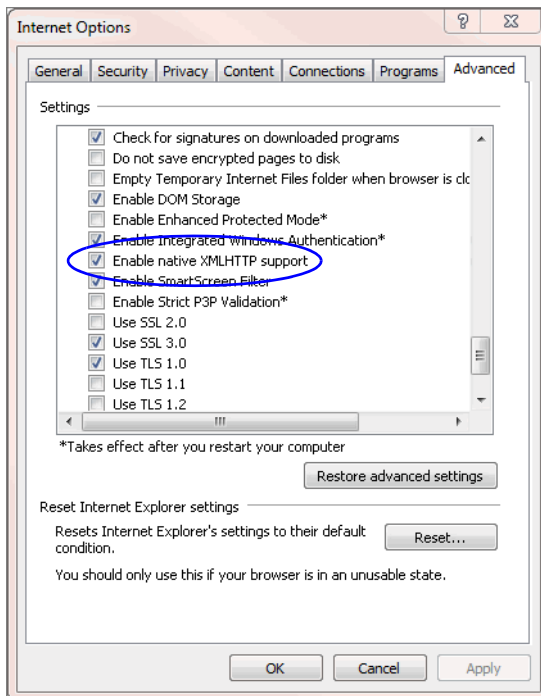 Internet Options
General Security Privacy Content Connections Programs Advanced
Settings
Check for signatures on downloaded programs
Do not save encrypted pages to disk
Empty Temporary Internet Files folder when browser is clo
Enable DOM Storage
Enable Enhanced Protected Mode*
Enable Integrated Windows Authentication*
Enable native XMLHTTP support
Enable SmartScreen Filter
Enable Strict P3P Validation*
Use SSL 2.0
Use SSL 3.0
Use TLS 1.0
Use TLS 1.1
Use TLS 1.2
*Takes effect after you restart your computer
Restore advanced settings
Reset Internet Explorer settings
Resets Internet Explorer's settings to their default
condition.
Reset...
You should only use this if your browser is in an unusable state.
OK Cancel Apply